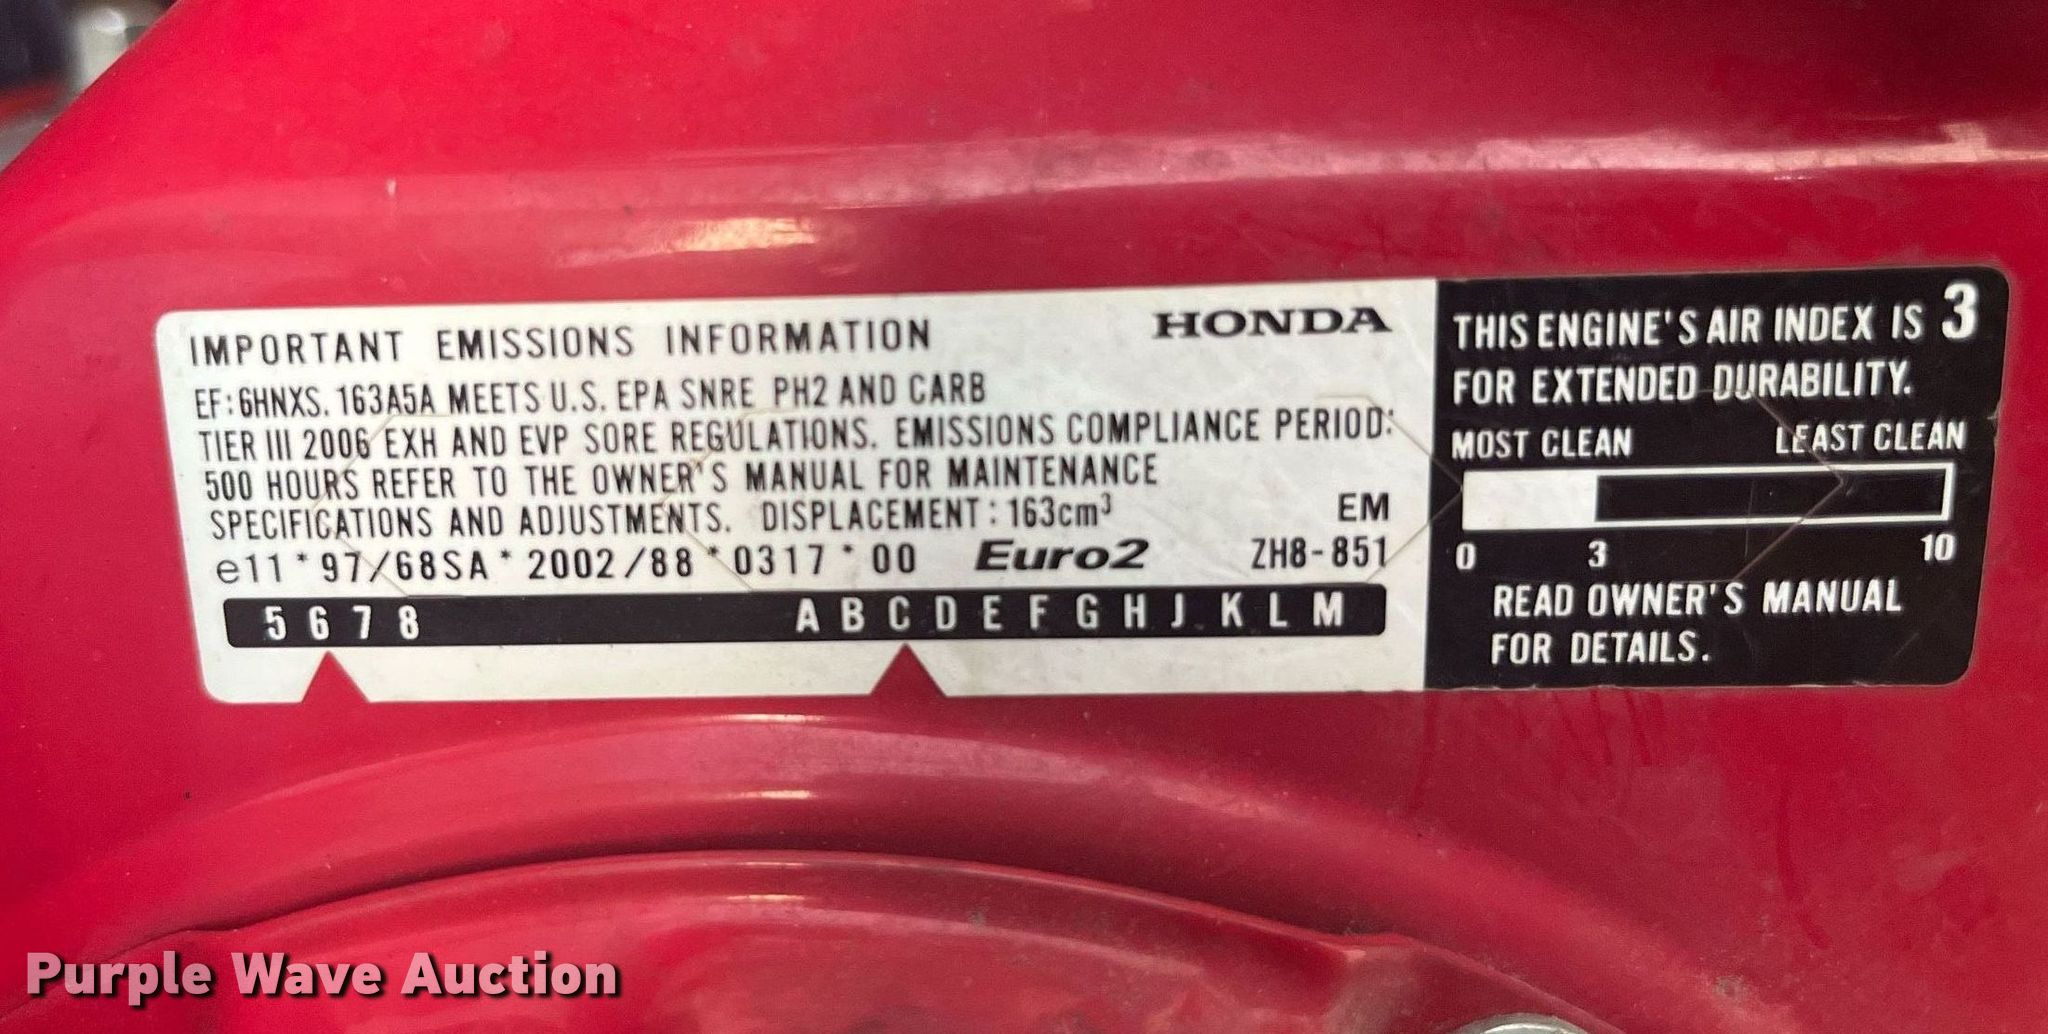 IMPORTANT EMISSIONS INFORMATION HONDA
EF: 6HNXS. 163A5A MEETS U.S. EPA SNRE PH2 AND CARB
TIER III 2006 EXH AND EVP SORE REGULATIONS. EMISSIONS COMPLIANCE PERIOD:
500 HOURS REFER TO THE OWNER'S MANUAL FOR MAINTENANCE
SPECIFICATIONS AND ADJUSTMENTS. DISPLACEMENT: 163cm³ EM
e11*97/68SA*2002/88*0317*00 Euro2 ZH8-851
5 6 7 8 A B C D E F G H J K L M
THIS ENGINE'S AIR INDEX IS 3
FOR EXTENDED DURABILITY.
MOST CLEAN LEAST CLEAN
0 3 10
READ OWNER'S MANUAL
FOR DETAILS.
Purple Wave Auction